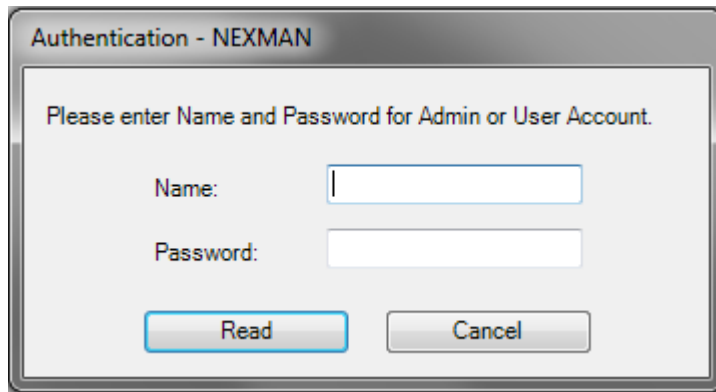 Authentication - NEXMAN
Please enter Name and Password for Admin or User Account.
Name:
Password:
Read Cancel